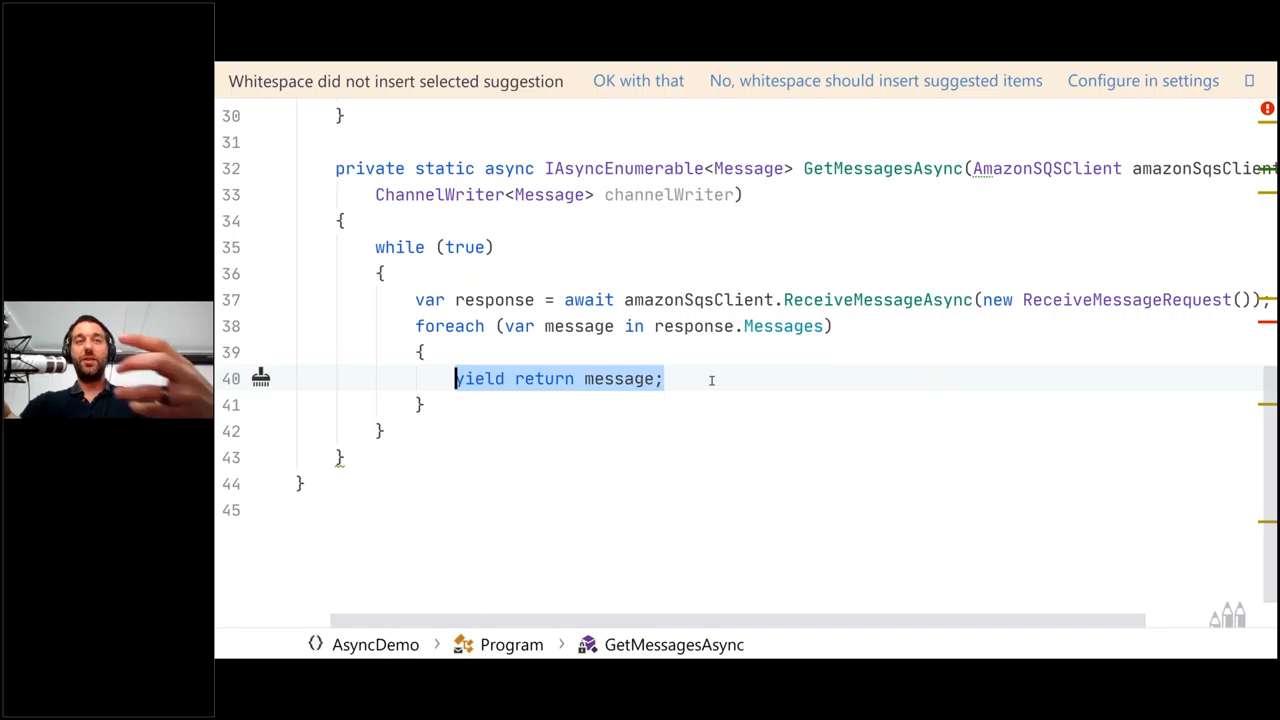 Whitespace did not insert selected suggestion OK with that No, whitespace should insert suggested items Configure in settings
30 }
31
32 private static async IAsyncEnumerable<Message> GetMessagesAsync(AmazonSQSClient amazonSqsClient
33 ChannelWriter<Message> channelWriter)
34 {
35 while (true)
36 {
37 var response = await amazonSqsClient.ReceiveMessageAsync(new ReceiveMessageRequest());
38 foreach (var message in response.Messages)
39 {
40 yield return message;
41 }
42 }
43 }
44 }
45
AsyncDemo > Program > GetMessagesAsync